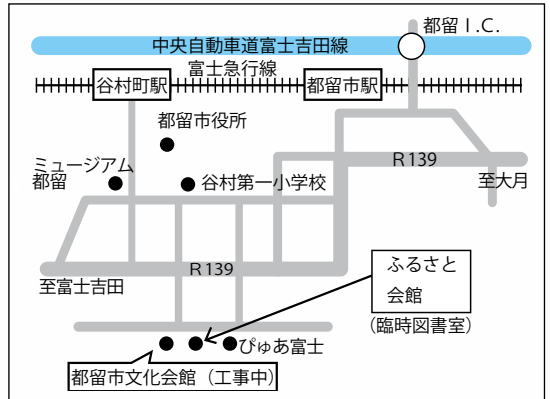 都留 I.C.
中央自動車道富士吉田線
富士急行線
谷村町駅
都留市駅
都留市役所
ミュージアム
都留
谷村第一小学校
R139
至大月
R139
至富士吉田
ふるさと
会館
(臨時図書室)
ぴゅあ富士
都留市文化会館（工事中）